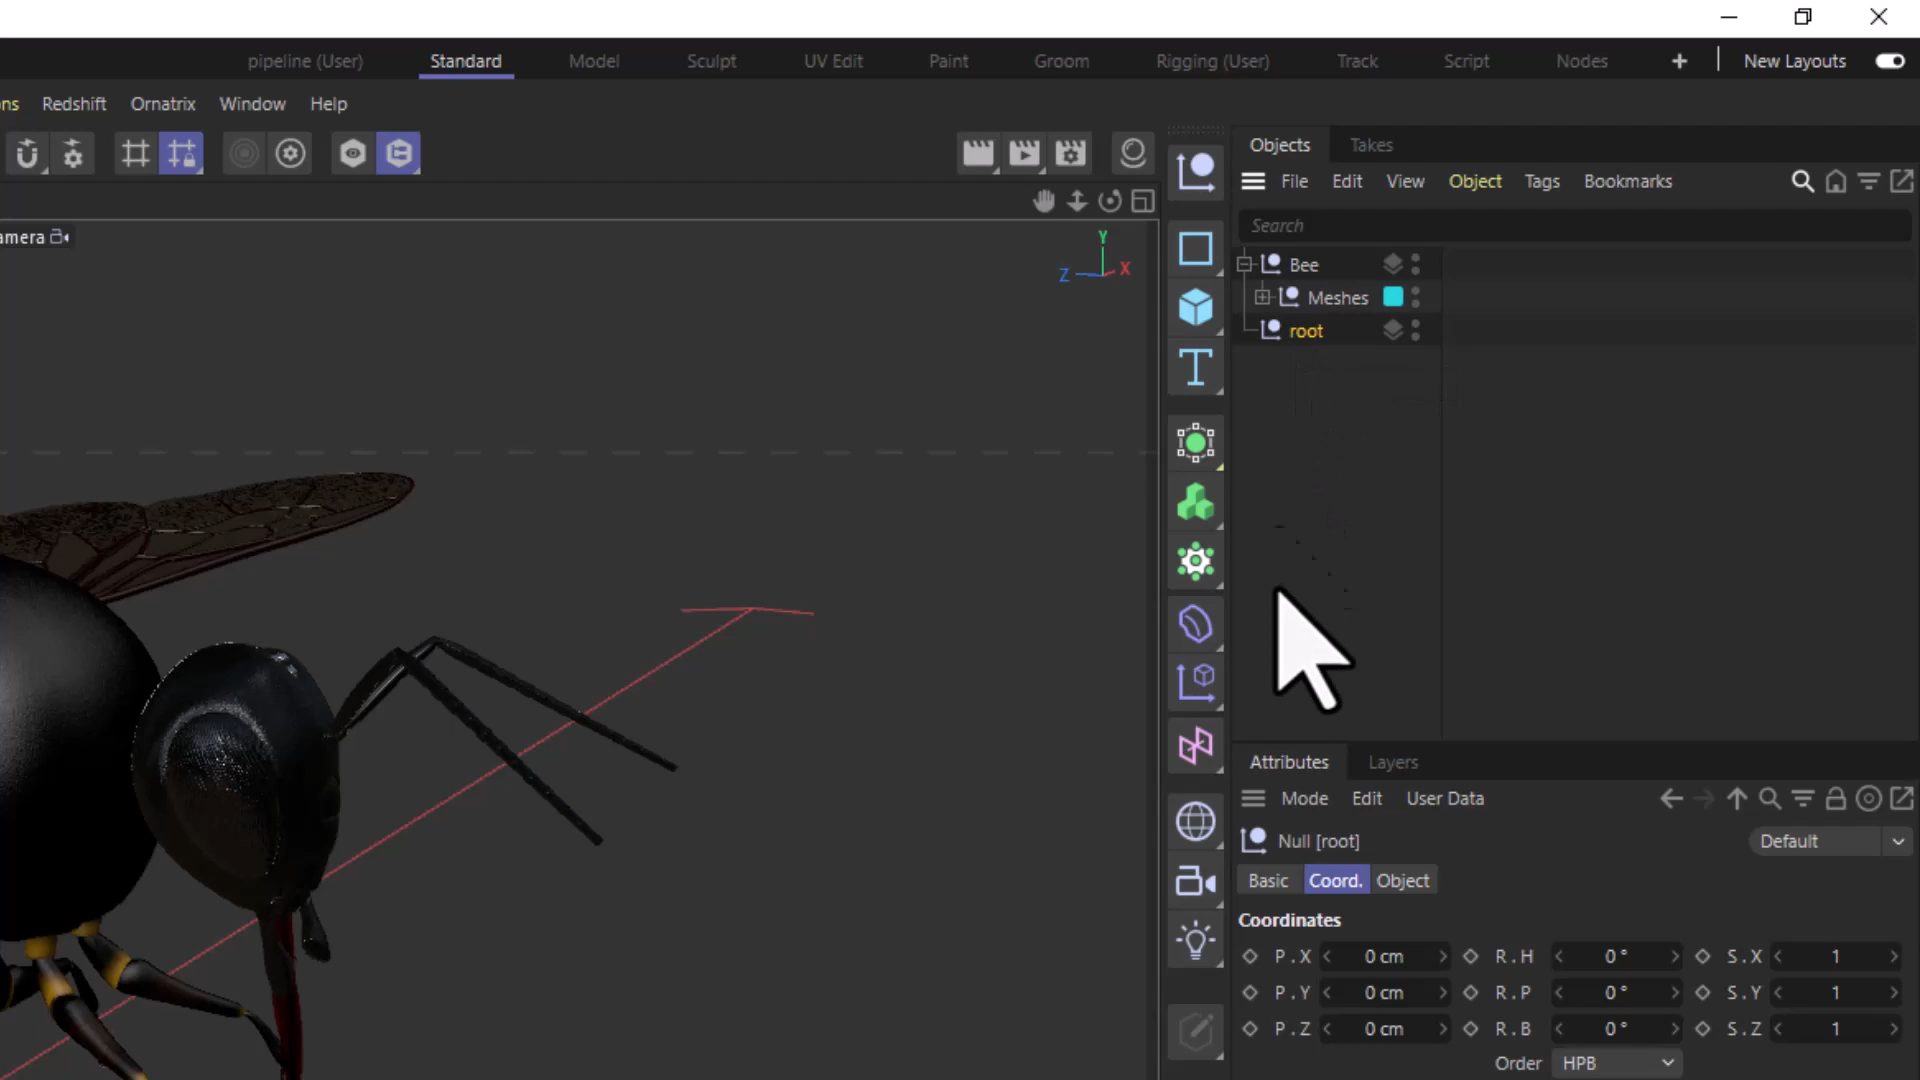 pipeline (User) Standard Model Sculpt UV Edit Paint Groom Rigging (User) Track Script Nodes + New Layouts
ns Redshift Ornatrix Window Help
Objects Takes
File Edit View Object Tags Bookmarks
Search
amera
Y
Z X
Bee
Meshes
root
Attributes Layers
Mode Edit User Data
Null [root] Default
Basic Coord. Object
Coordinates
P . X 0 cm R . H 0 ° S . X 1
P . Y 0 cm R . P 0 ° S . Y 1
P . Z 0 cm R . B 0 ° S . Z 1
Order HPB